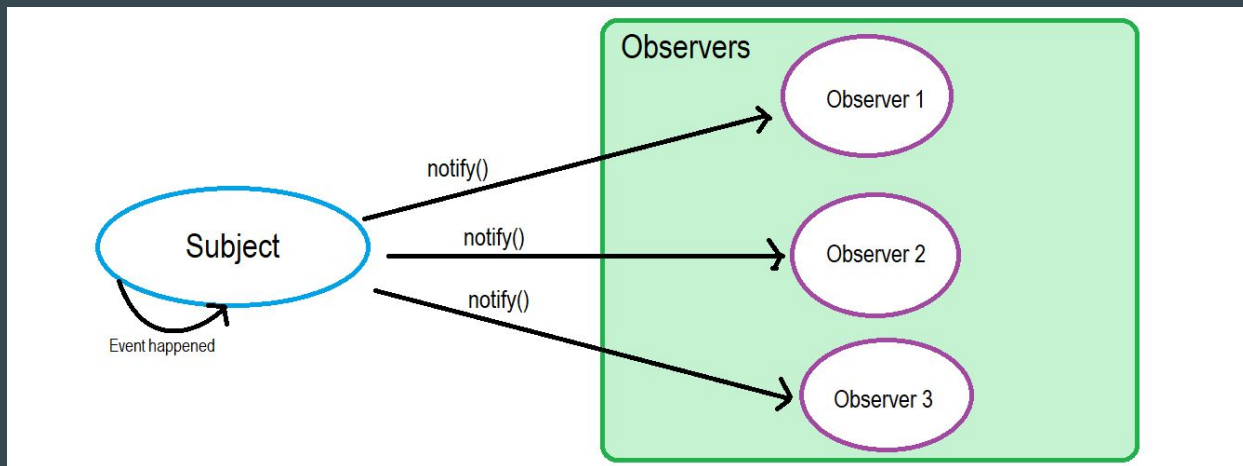 Observers
Observer 1
notify()
Subject
notify()
Observer 2
notify()
Event happened
Observer 3